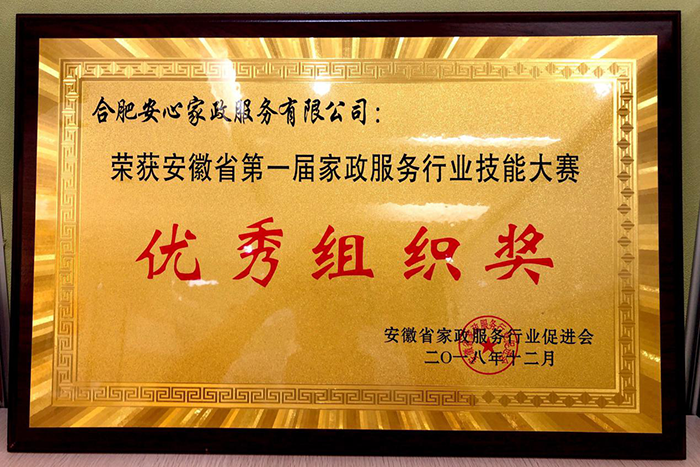 合肥安心家政服务有限公司：
荣获安徽省第一届家政服务行业技能大赛
优秀组织奖
安徽省家政服务行业促进会
二〇一八年十二月